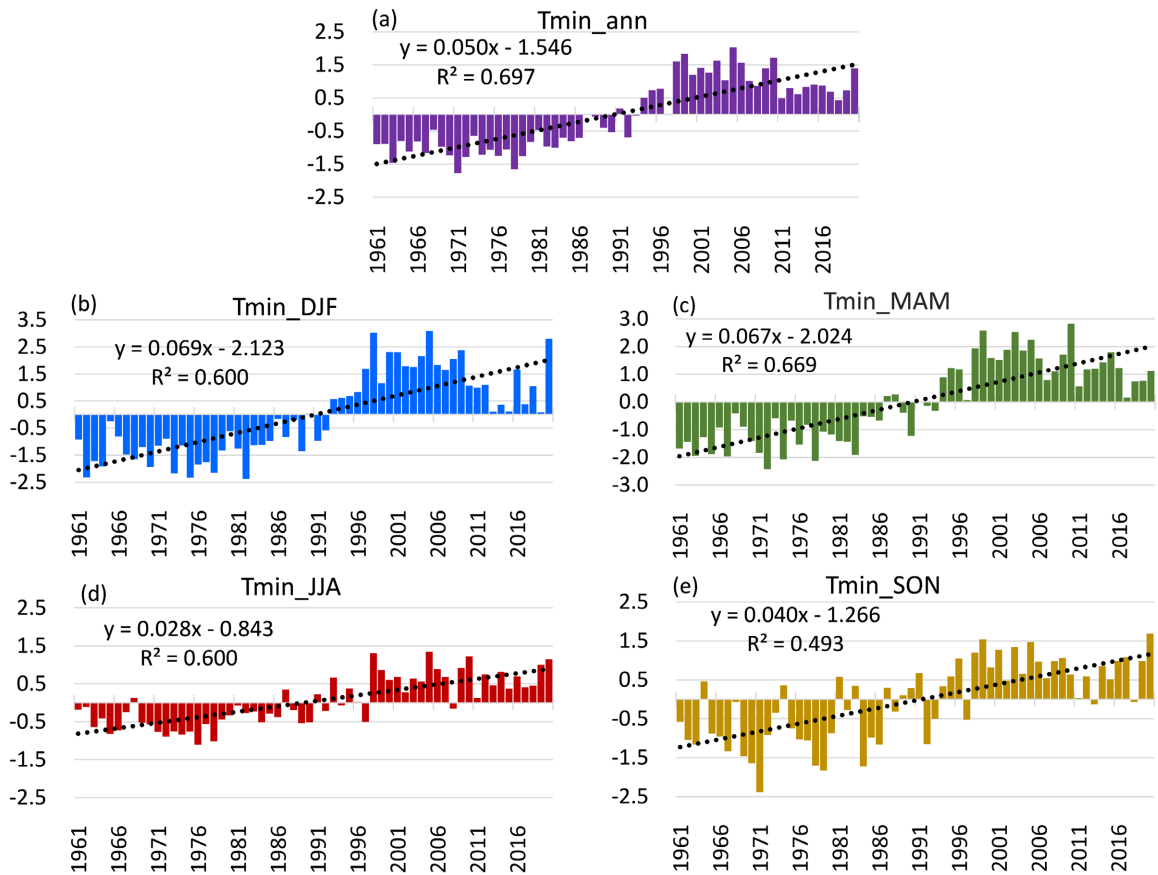 (a)
Tmin_ann
y = 0.050x - 1.546
R² = 0.697
2.5
1.5
0.5
-0.5
-1.5
-2.5
1961 1966 1971 1976 1981 1986 1991 1996 2001 2006 2011 2016
(b)
Tmin_DJF
y = 0.069x - 2.123
R² = 0.600
3.5
2.5
1.5
0.5
-0.5
-1.5
-2.5
1961 1966 1971 1976 1981 1986 1991 1996 2001 2006 2011 2016
(c)
Tmin_MAM
y = 0.067x - 2.024
R² = 0.669
3.0
2.0
1.0
0.0
-1.0
-2.0
-3.0
1961 1966 1971 1976 1981 1986 1991 1996 2001 2006 2011 2016
(d)
Tmin_JJA
y = 0.028x - 0.843
R² = 0.600
2.5
1.5
0.5
-0.5
-1.5
-2.5
1961 1966 1971 1976 1981 1986 1991 1996 2001 2006 2011 2016
(e)
Tmin_SON
y = 0.040x - 1.266
R² = 0.493
2.5
1.5
0.5
-0.5
-1.5
-2.5
1961 1966 1971 1976 1981 1986 1991 1996 2001 2006 2011 2016